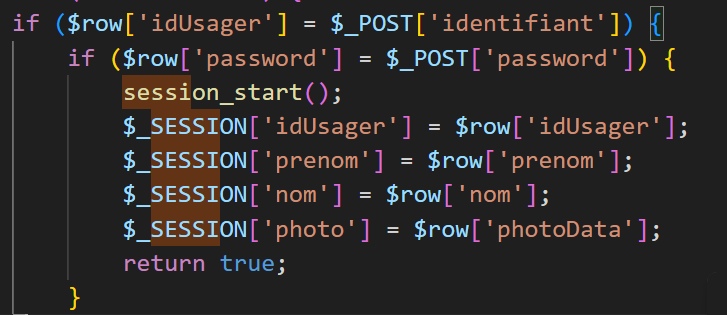 if ($row['idUsager'] = $_POST['identifiant']) {
if ($row['password'] = $_POST['password']) {
session_start();
$_SESSION['idUsager'] = $row['idUsager'];
$_SESSION['prenom'] = $row['prenom'];
$_SESSION['nom'] = $row['nom'];
$_SESSION['photo'] = $row['photoData'];
return true;
}